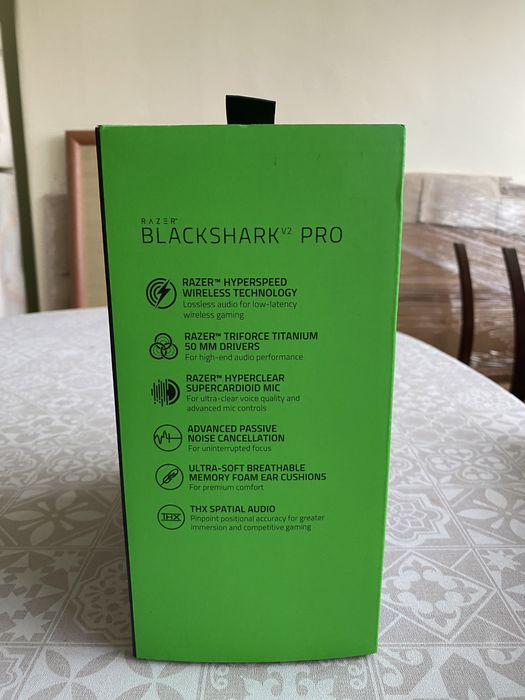 RAZER™
BLACKSHARK V2 PRO
RAZER™ HYPERSPEED
WIRELESS TECHNOLOGY
Lossless audio for low-latency
wireless gaming
RAZER™ TRIFORCE TITANIUM
50 MM DRIVERS
For high-end audio performance
RAZER™ HYPERCLEAR
SUPERCARDIOID MIC
For ultra-clear voice quality and
advanced mic controls
ADVANCED PASSIVE
NOISE CANCELLATION
For uninterrupted focus
ULTRA-SOFT BREATHABLE
MEMORY FOAM EAR CUSHIONS
For premium comfort
THX
THX SPATIAL AUDIO
Pinpoint positional accuracy for greater
immersion and competitive gaming